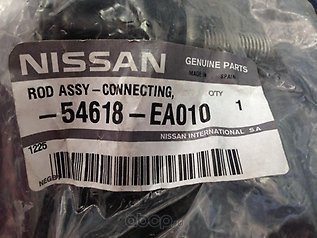 NISSAN
GENUINE PARTS
MADE IN SPAIN
ROD ASSY-CONNECTING,
QTY
1
-54618-EA010
NISSAN INTERNATIONAL S.A.
1225